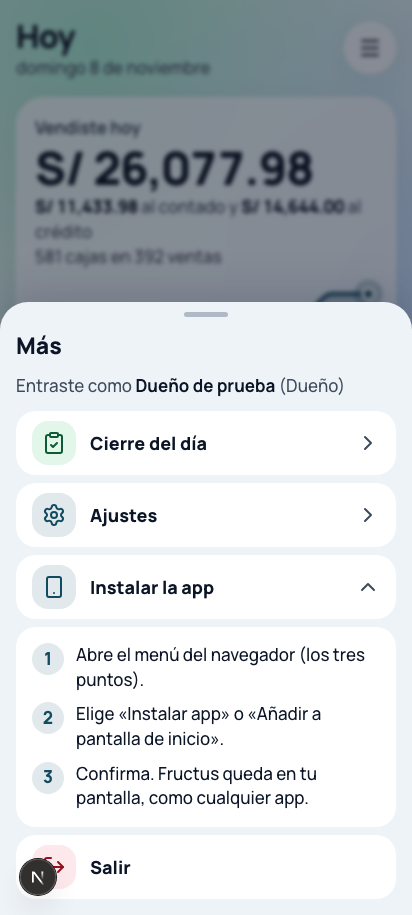 Hoy
domingo 8 de noviembre
Vendiste hoy
S/ 26,077.98
S/ 11,433.98 al contado y S/ 14,644.00 al
crédito
581 cajas en 392 ventas
Más
Entraste como Dueño de prueba (Dueño)
Cierre del día
Ajustes
Instalar la app
1 Abre el menú del navegador (los tres
puntos).
2 Elige «Instalar app» o «Añadir a
pantalla de inicio».
3 Confirma. Fructus queda en tu
pantalla, como cualquier app.
Salir
N